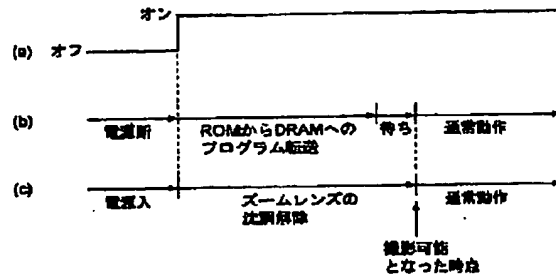 オン
(a) オフ
(b)
電源断
ROMからDRAMへの
プログラム転送
待ち
通常動作
(c)
電源入
ズームレンズの
沈胴解除
通常動作
撮影可能
となった時点